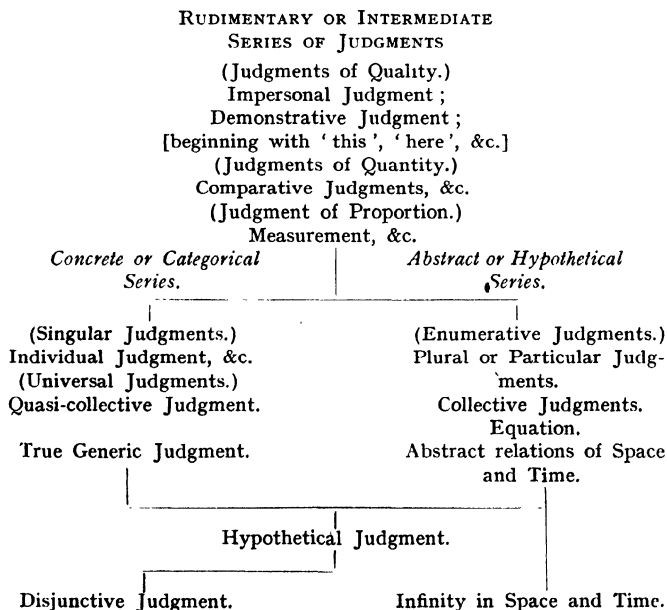 RUDIMENTARY OR INTERMEDIATE
SERIES OF JUDGMENTS
(Judgments of Quality.)
Impersonal Judgment ;
Demonstrative Judgment ;
[beginning with ‘ this ’, ‘ here ’, &c.]
(Judgments of Quantity.)
Comparative Judgments, &c.
(Judgment of Proportion.)
Measurement, &c.
Concrete or Categorical
Series.
Abstract or Hypothetical
Series.
(Singular Judgments.)
Individual Judgment, &c.
(Universal Judgments.)
Quasi-collective Judgment.
True Generic Judgment.
(Enumerative Judgments.)
Plural or Particular Judg-
ments.
Collective Judgments.
Equation.
Abstract relations of Space
and Time.
Hypothetical Judgment.
Disjunctive Judgment.
Infinity in Space and Time.